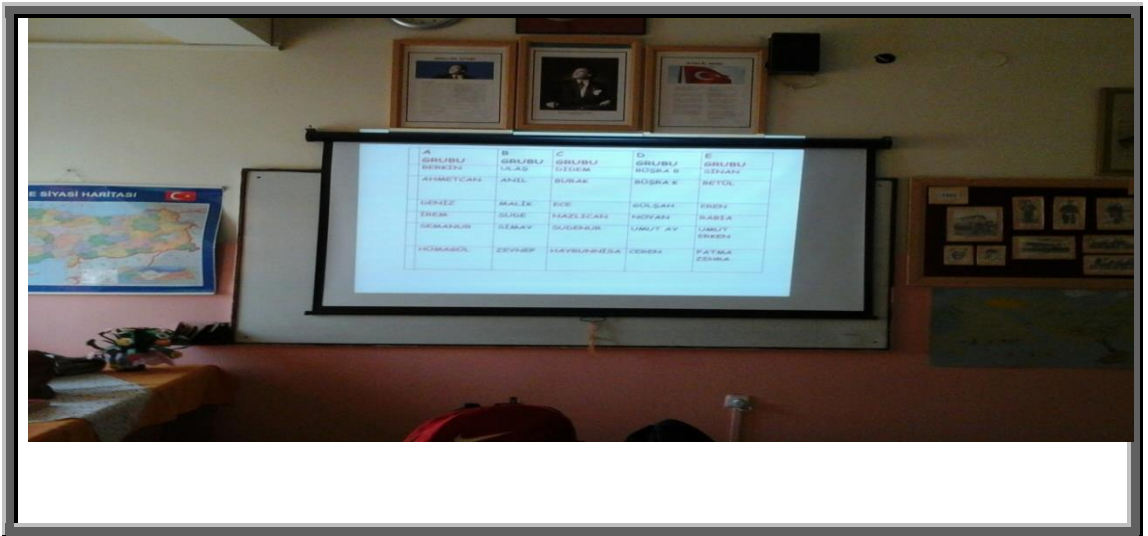 E SİYASİ HARİTASI
A B C D E
GRUBU GRUBU GRUBU GRUBU GRUBU
BERKİN ULAŞ DİDEM BÜŞRA B SİNAN
AHMETCAN ANIL BURAK BÜŞRA K BETÜL
DENİZ MALİK ECE GÜLŞAH EREN
İREM SUDE NAZLICAN NOYAN RABİA
SEMANUR SİMAY SUDENUR UMUT AY UMUT
ERKEN
HÜMAGÜL ZEYNEP HAYRUNNİSA CEREN FATMA
ZEHRA